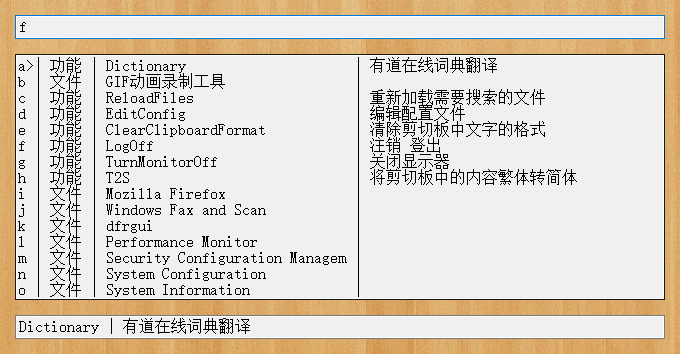 f
a>| 功能 | Dictionary | 有道在线词典翻译
b | 文件 | GIF动画录制工具 |
c | 功能 | ReloadFiles | 重新加载需要搜索的文件
d | 功能 | EditConfig | 编辑配置文件
e | 功能 | ClearClipboardFormat | 清除剪切板中文字的格式
f | 功能 | LogOff | 注销 登出
g | 功能 | TurnMonitorOff | 关闭显示器
h | 功能 | T2S | 将剪切板中的内容繁体转简体
i | 文件 | Mozilla Firefox |
j | 文件 | Windows Fax and Scan |
k | 文件 | dfrgui |
l | 文件 | Performance Monitor |
m | 文件 | Security Configuration Managem |
n | 文件 | System Configuration |
o | 文件 | System Information |
Dictionary | 有道在线词典翻译